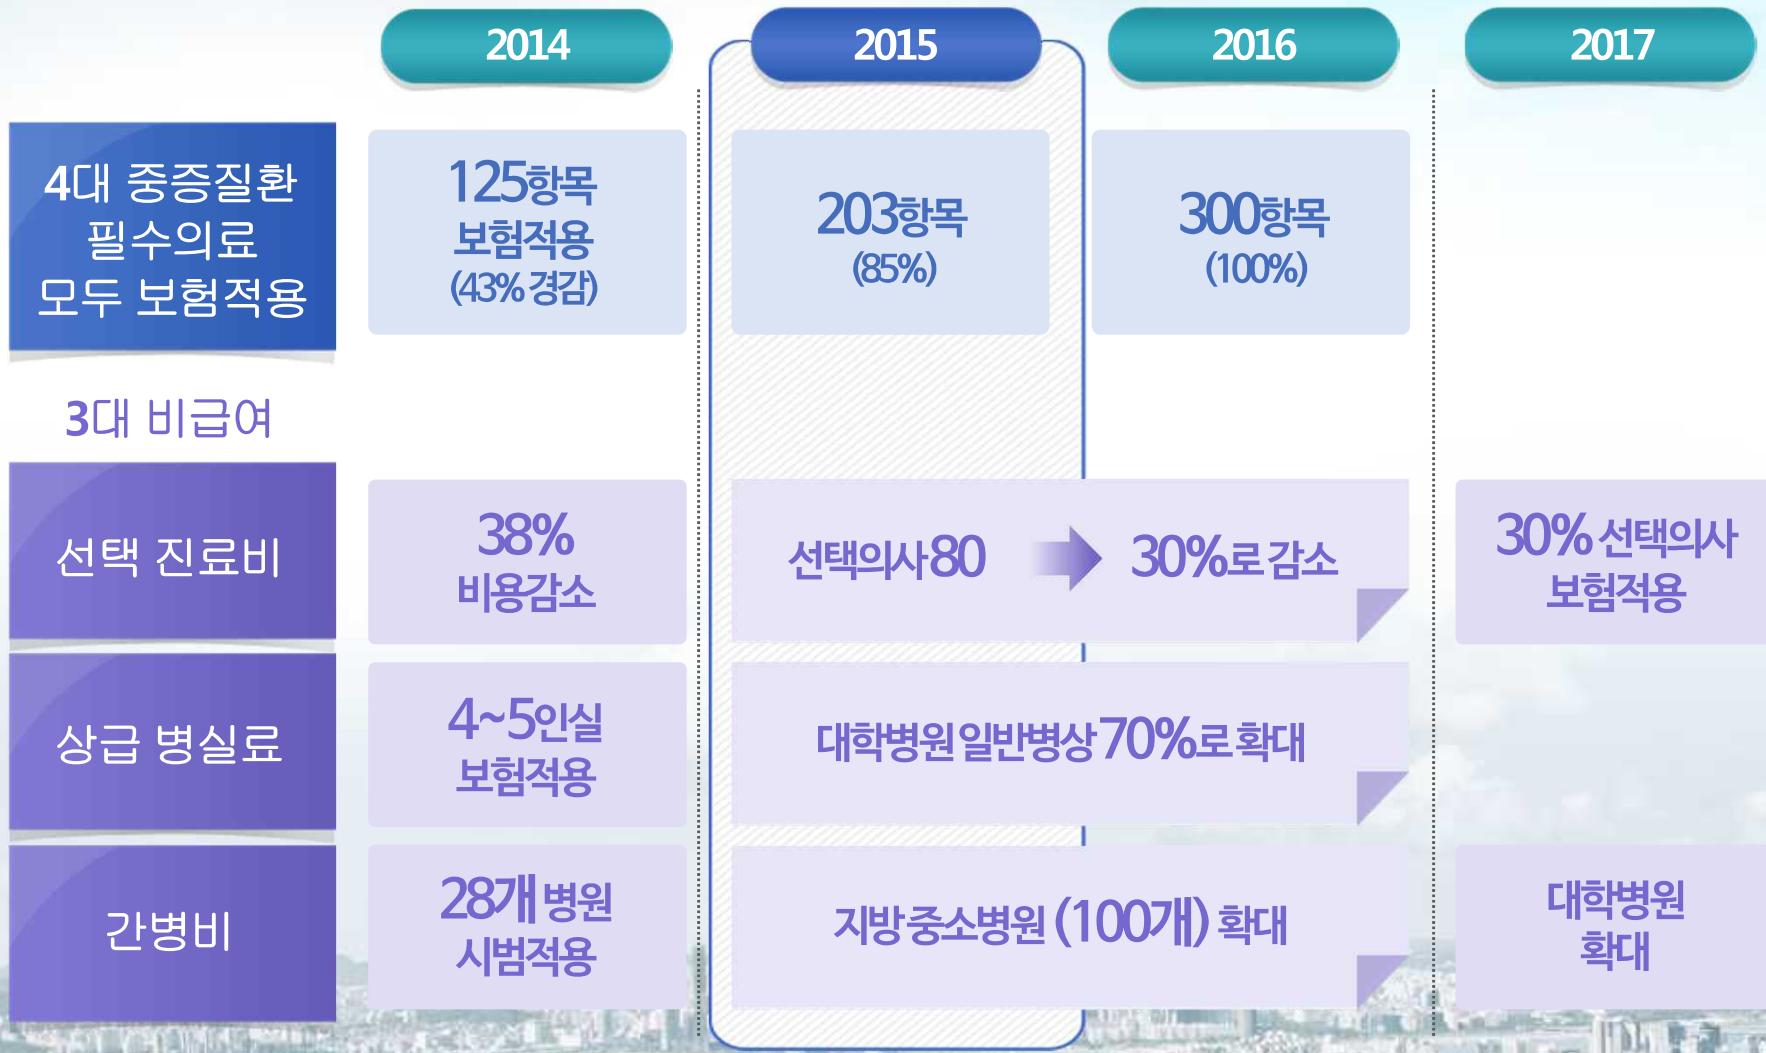 2014
2015
2016
2017
4대 중증질환
필수의료
모두 보험적용
125항목
보험적용
(43% 경감)
203항목
(85%)
300항목
(100%)
3대 비급여
선택 진료비
38%
비용감소
선택의사 80
30%로 감소
30% 선택의사
보험적용
상급 병실료
4~5인실
보험적용
대학병원 일반병상 70%로 확대
간병비
28개 병원
시범적용
지방 중소병원 (100개) 확대
대학병원
확대